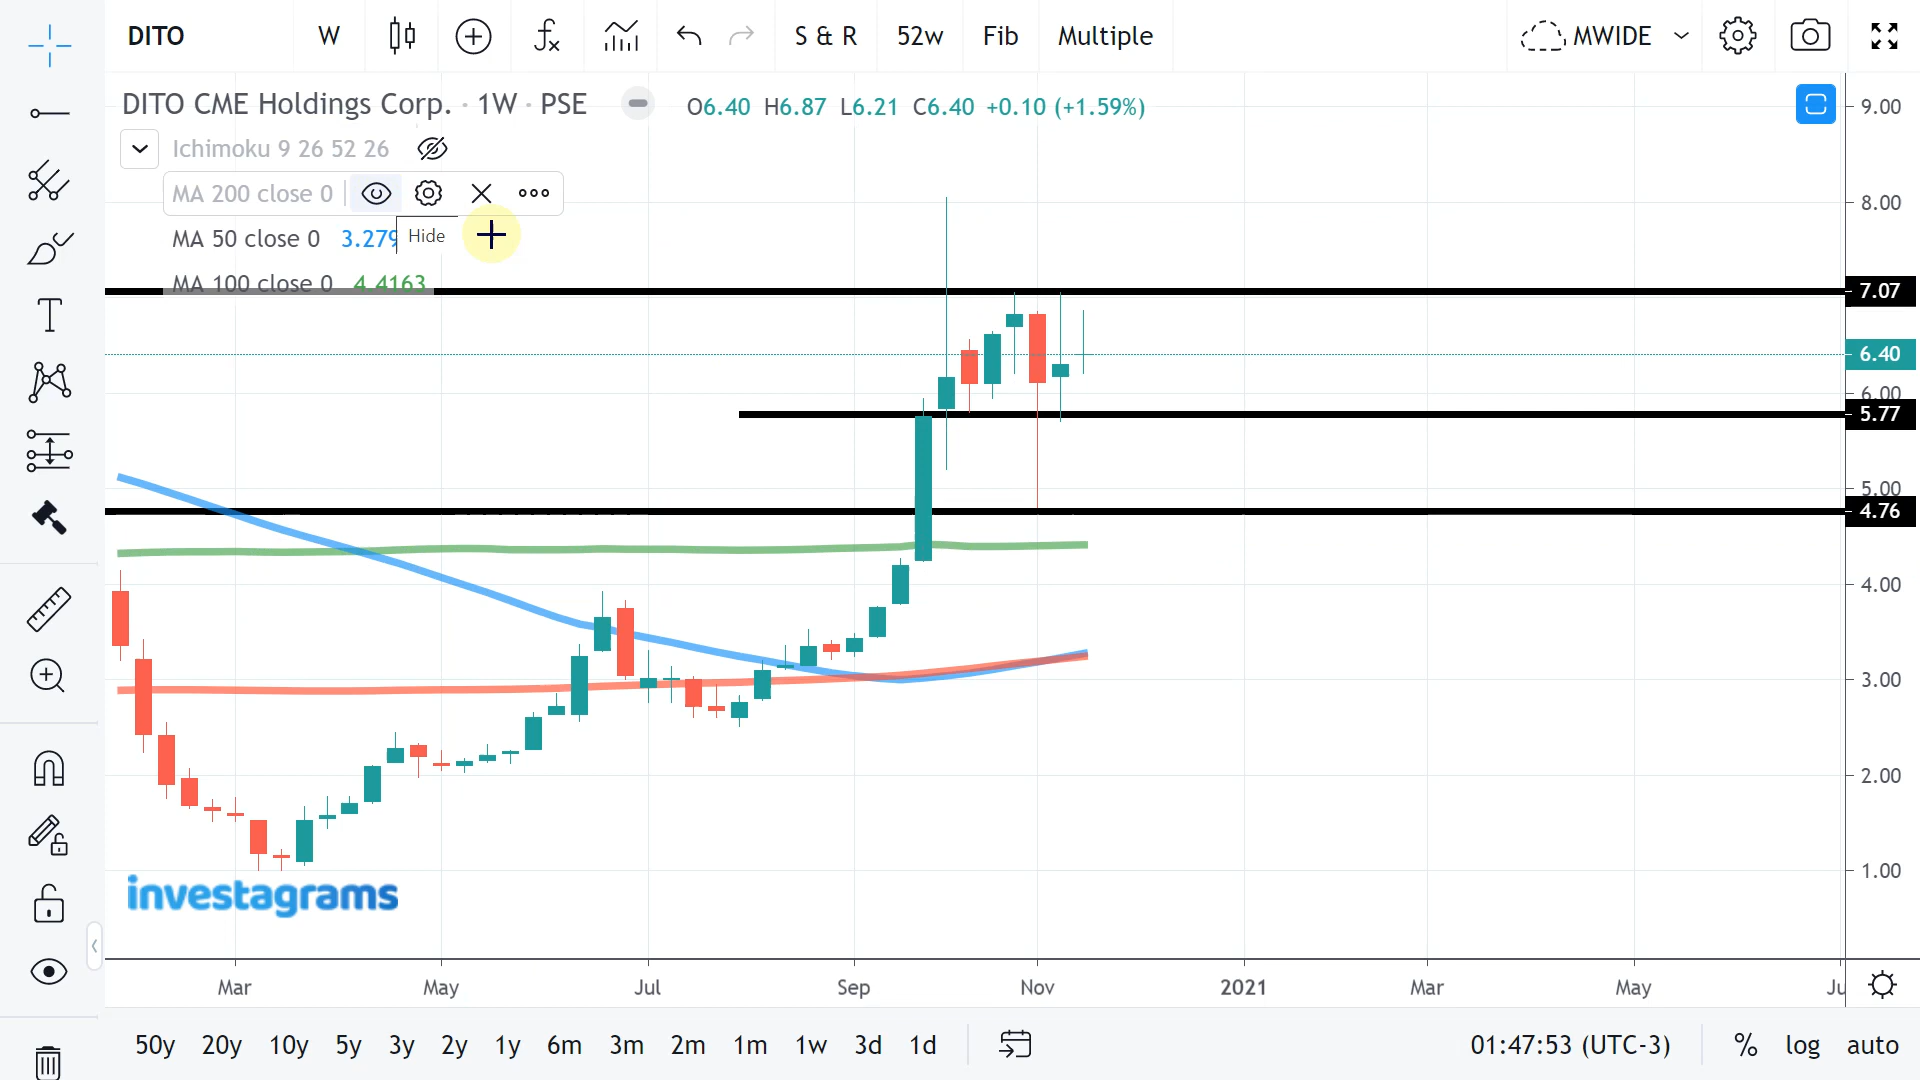 DITO
W
S & R
52w
Fib
Multiple
MWIDE
DITO CME Holdings Corp. · 1W · PSE
O6.40 H6.87 L6.21 C6.40 +0.10 (+1.59%)
Ichimoku 9 26 52 26
MA 200 close 0
Hide
MA 50 close 0 3.279
MA 100 close 0 4.4163
9.00
8.00
7.07
6.40
6.00
5.77
5.00
4.76
4.00
3.00
2.00
1.00
investagrams
Mar
May
Jul
Sep
Nov
2021
Mar
May
Ju
50y 20y 10y 5y 3y 2y 1y 6m 3m 2m 1m 1w 3d 1d
01:47:53 (UTC-3)
% log auto